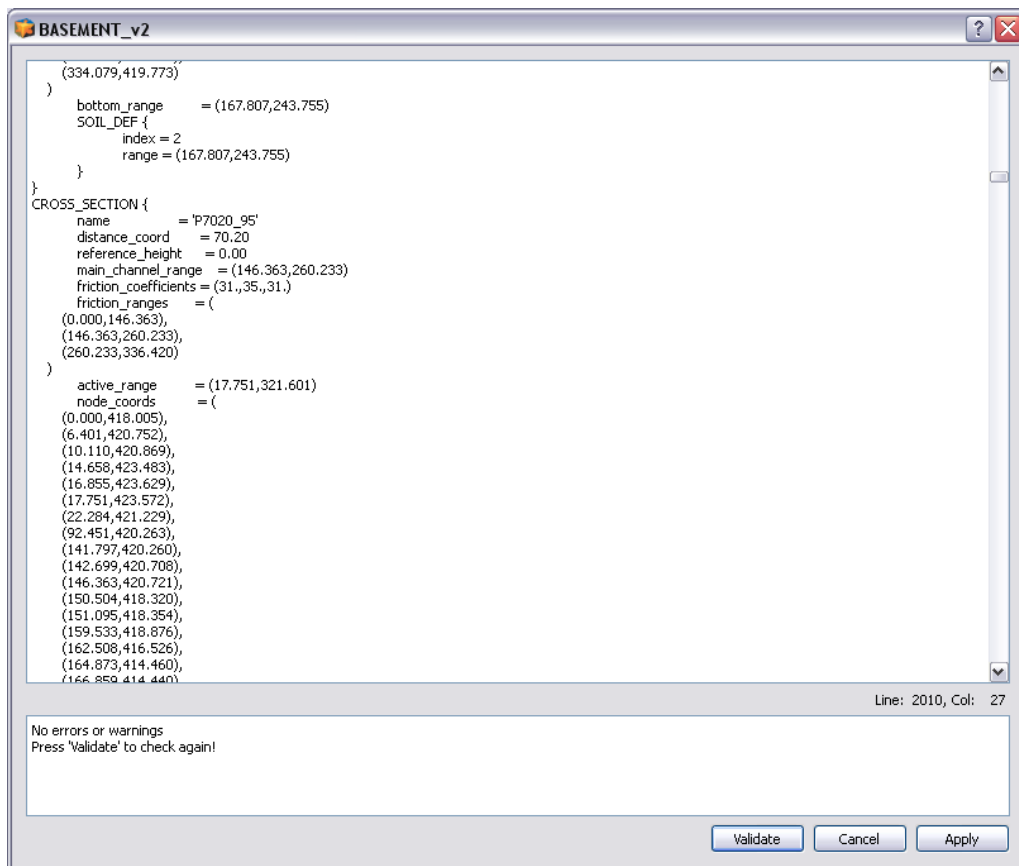 BASEMENT_v2
(334.079,419.773)
)
bottom_range = (167.807,243.755)
SOIL_DEF {
index = 2
range = (167.807,243.755)
}
}
CROSS_SECTION {
name = 'P7020_95'
distance_coord = 70.20
reference_height = 0.00
main_channel_range = (146.363,260.233)
friction_coefficients = (31.,35.,31.)
friction_ranges = (
(0.000,146.363),
(146.363,260.233),
(260.233,336.420)
)
active_range = (17.751,321.601)
node_coords = (
(0.000,418.005),
(6.401,420.752),
(10.110,420.869),
(14.658,423.483),
(16.855,423.629),
(17.751,423.572),
(22.284,421.229),
(92.451,420.263),
(141.797,420.260),
(142.699,420.708),
(146.363,420.721),
(150.504,418.320),
(151.095,418.354),
(159.533,418.876),
(162.508,416.526),
(164.873,414.460),
(166.859,414.440)
Line: 2010, Col: 27
No errors or warnings
Press 'Validate' to check again!
Validate Cancel Apply